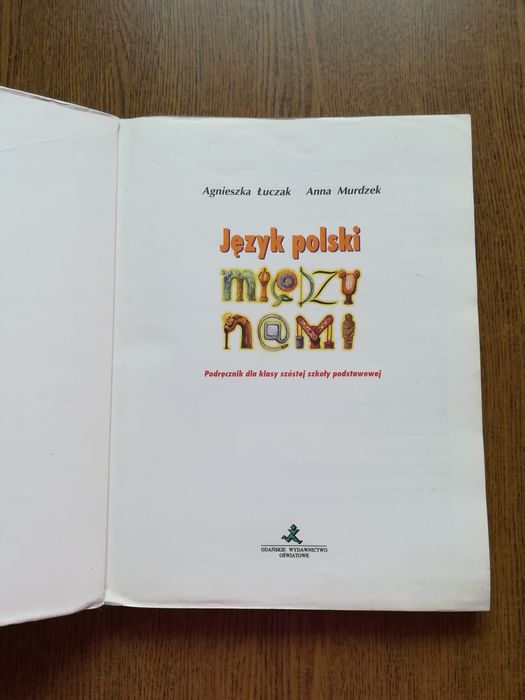 Agnieszka Łuczak Anna Murdzek
Język polski
MIĘDZY
NAMI
Podręcznik dla klasy szóstej szkoły podstawowej
GDAŃSKIE WYDAWNICTWO
OŚWIATOWE